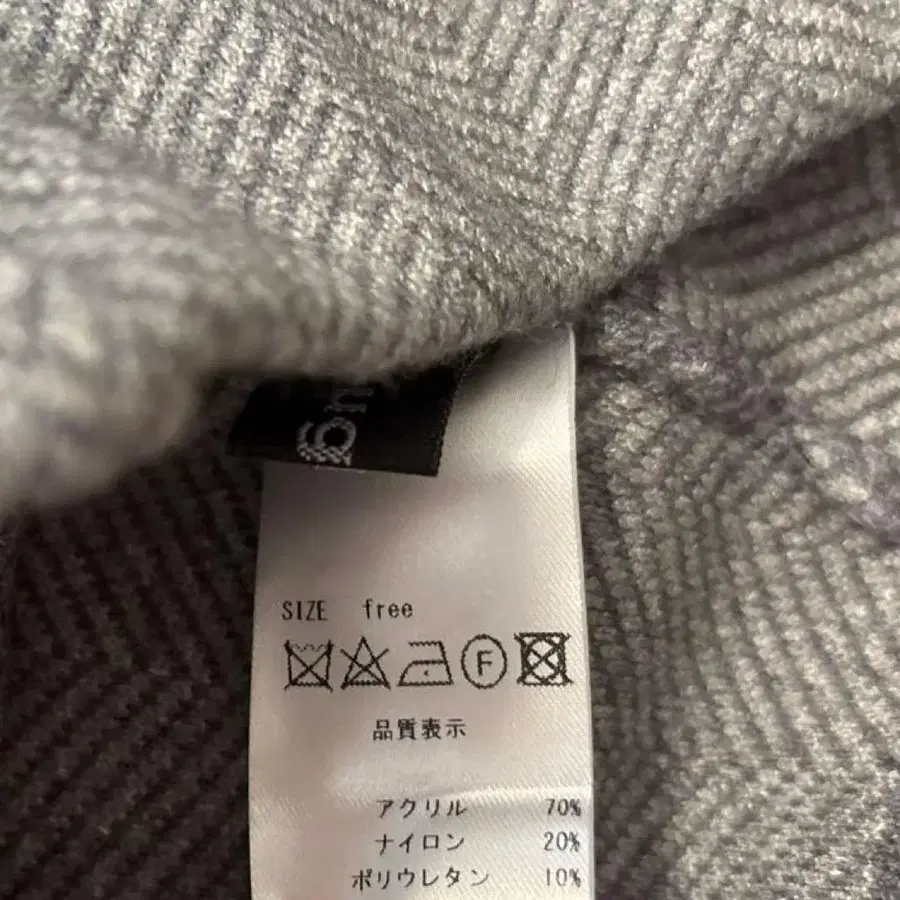 SIZE free
F
品質表示
アクリル 70%
ナイロン 20%
ポリウレタン 10%